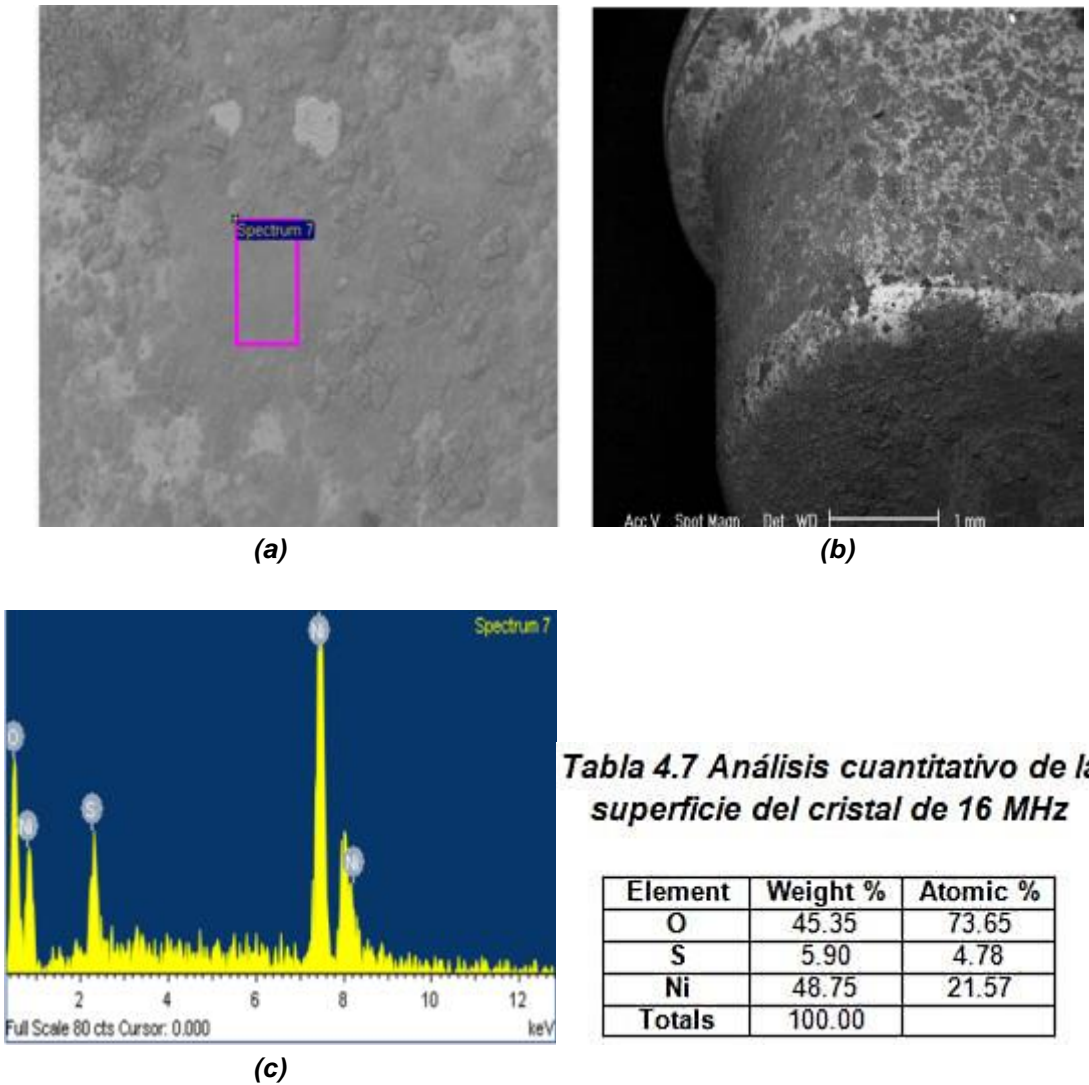 Spectrum 7
Acc V Spot Magn Det WD 1 mm
(a)
(b)
Spectrum 7
Ni
O
Ni
S
Ni
2 4 6 8 10 12
Full Scale 80 cts Cursor: 0.000 keV
(c)
Tabla 4.7 Análisis cuantitativo de la
superficie del cristal de 16 MHz
Element Weight % Atomic %
O 45.35 73.65
S 5.90 4.78
Ni 48.75 21.57
Totals 100.00